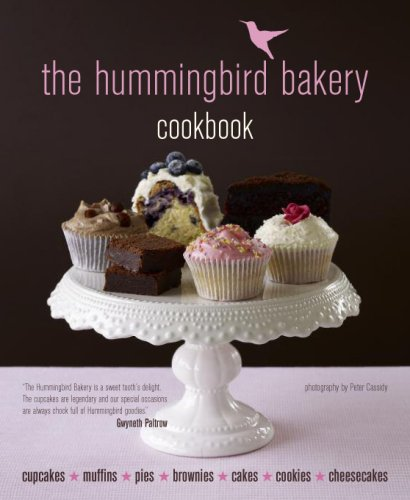 the hummingbird bakery
cookbook
"The Hummingbird Bakery is a sweet tooth's delight.
The cupcakes are legendary and our special occasions
are always chock full of Hummingbird goodies."
Gwyneth Paltrow
photography by Peter Cassidy
cupcakes ★ muffins ★ pies ★ brownies ★ cakes ★ cookies ★ cheesecakes